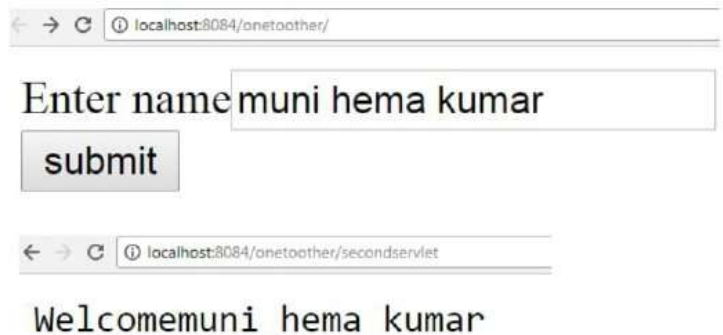 localhost:8084/onetoother/
Enter name muni hema kumar
submit
localhost:8084/onetoother/secondservlet
Welcomemuni hema kumar